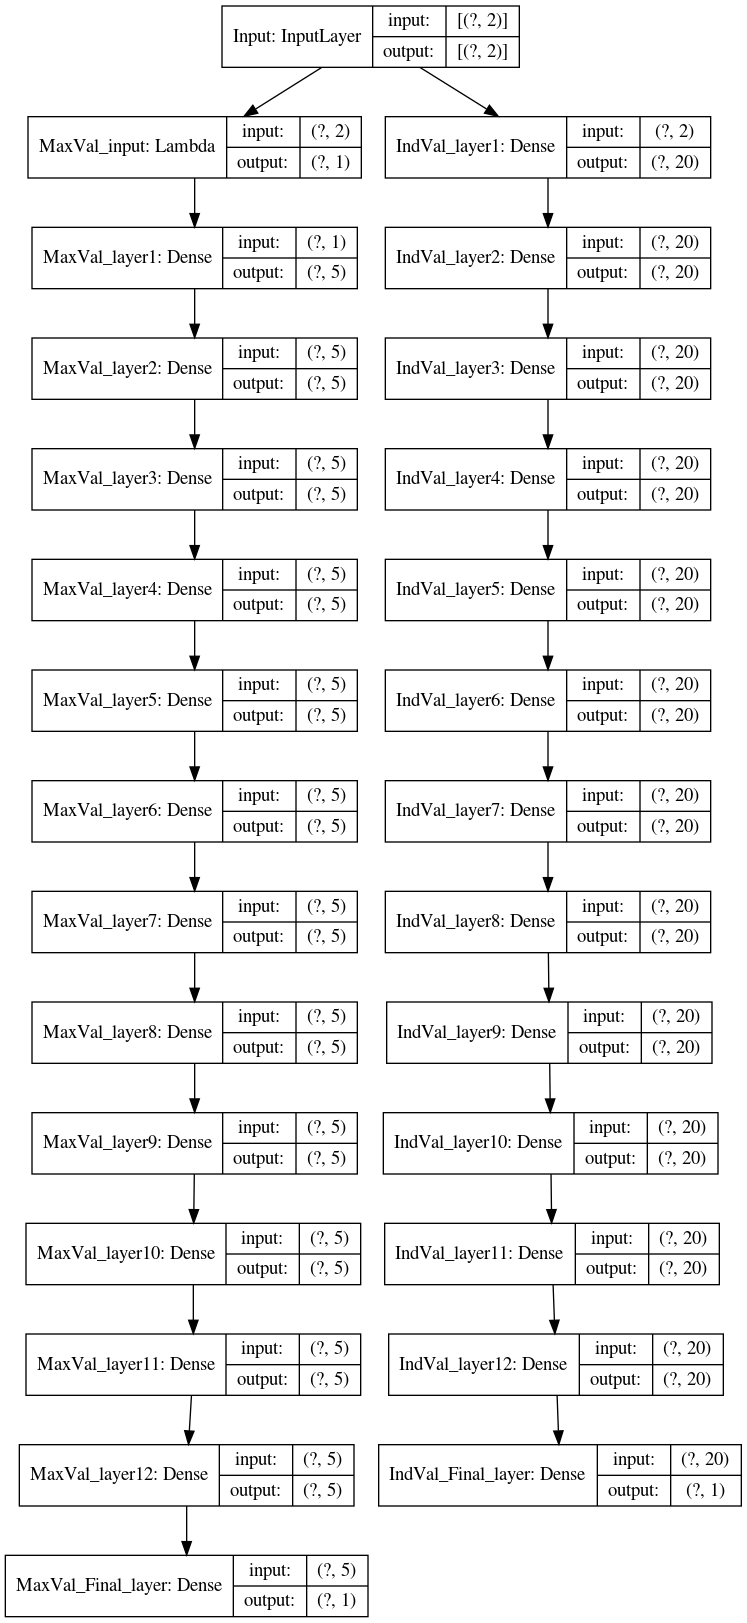 Input: InputLayer
input: [(?, 2)]
output: [(?, 2)]
MaxVal_input: Lambda
input: (?, 2)
output: (?, 1)
IndVal_layer1: Dense
input: (?, 2)
output: (?, 20)
MaxVal_layer1: Dense
input: (?, 1)
output: (?, 5)
IndVal_layer2: Dense
input: (?, 20)
output: (?, 20)
MaxVal_layer2: Dense
input: (?, 5)
output: (?, 5)
IndVal_layer3: Dense
input: (?, 20)
output: (?, 20)
MaxVal_layer3: Dense
input: (?, 5)
output: (?, 5)
IndVal_layer4: Dense
input: (?, 20)
output: (?, 20)
MaxVal_layer4: Dense
input: (?, 5)
output: (?, 5)
IndVal_layer5: Dense
input: (?, 20)
output: (?, 20)
MaxVal_layer5: Dense
input: (?, 5)
output: (?, 5)
IndVal_layer6: Dense
input: (?, 20)
output: (?, 20)
MaxVal_layer6: Dense
input: (?, 5)
output: (?, 5)
IndVal_layer7: Dense
input: (?, 20)
output: (?, 20)
MaxVal_layer7: Dense
input: (?, 5)
output: (?, 5)
IndVal_layer8: Dense
input: (?, 20)
output: (?, 20)
MaxVal_layer8: Dense
input: (?, 5)
output: (?, 5)
IndVal_layer9: Dense
input: (?, 20)
output: (?, 20)
MaxVal_layer9: Dense
input: (?, 5)
output: (?, 5)
IndVal_layer10: Dense
input: (?, 20)
output: (?, 20)
MaxVal_layer10: Dense
input: (?, 5)
output: (?, 5)
IndVal_layer11: Dense
input: (?, 20)
output: (?, 20)
MaxVal_layer11: Dense
input: (?, 5)
output: (?, 5)
IndVal_layer12: Dense
input: (?, 20)
output: (?, 20)
MaxVal_layer12: Dense
input: (?, 5)
output: (?, 5)
IndVal_Final_layer: Dense
input: (?, 20)
output: (?, 1)
MaxVal_Final_layer: Dense
input: (?, 5)
output: (?, 1)